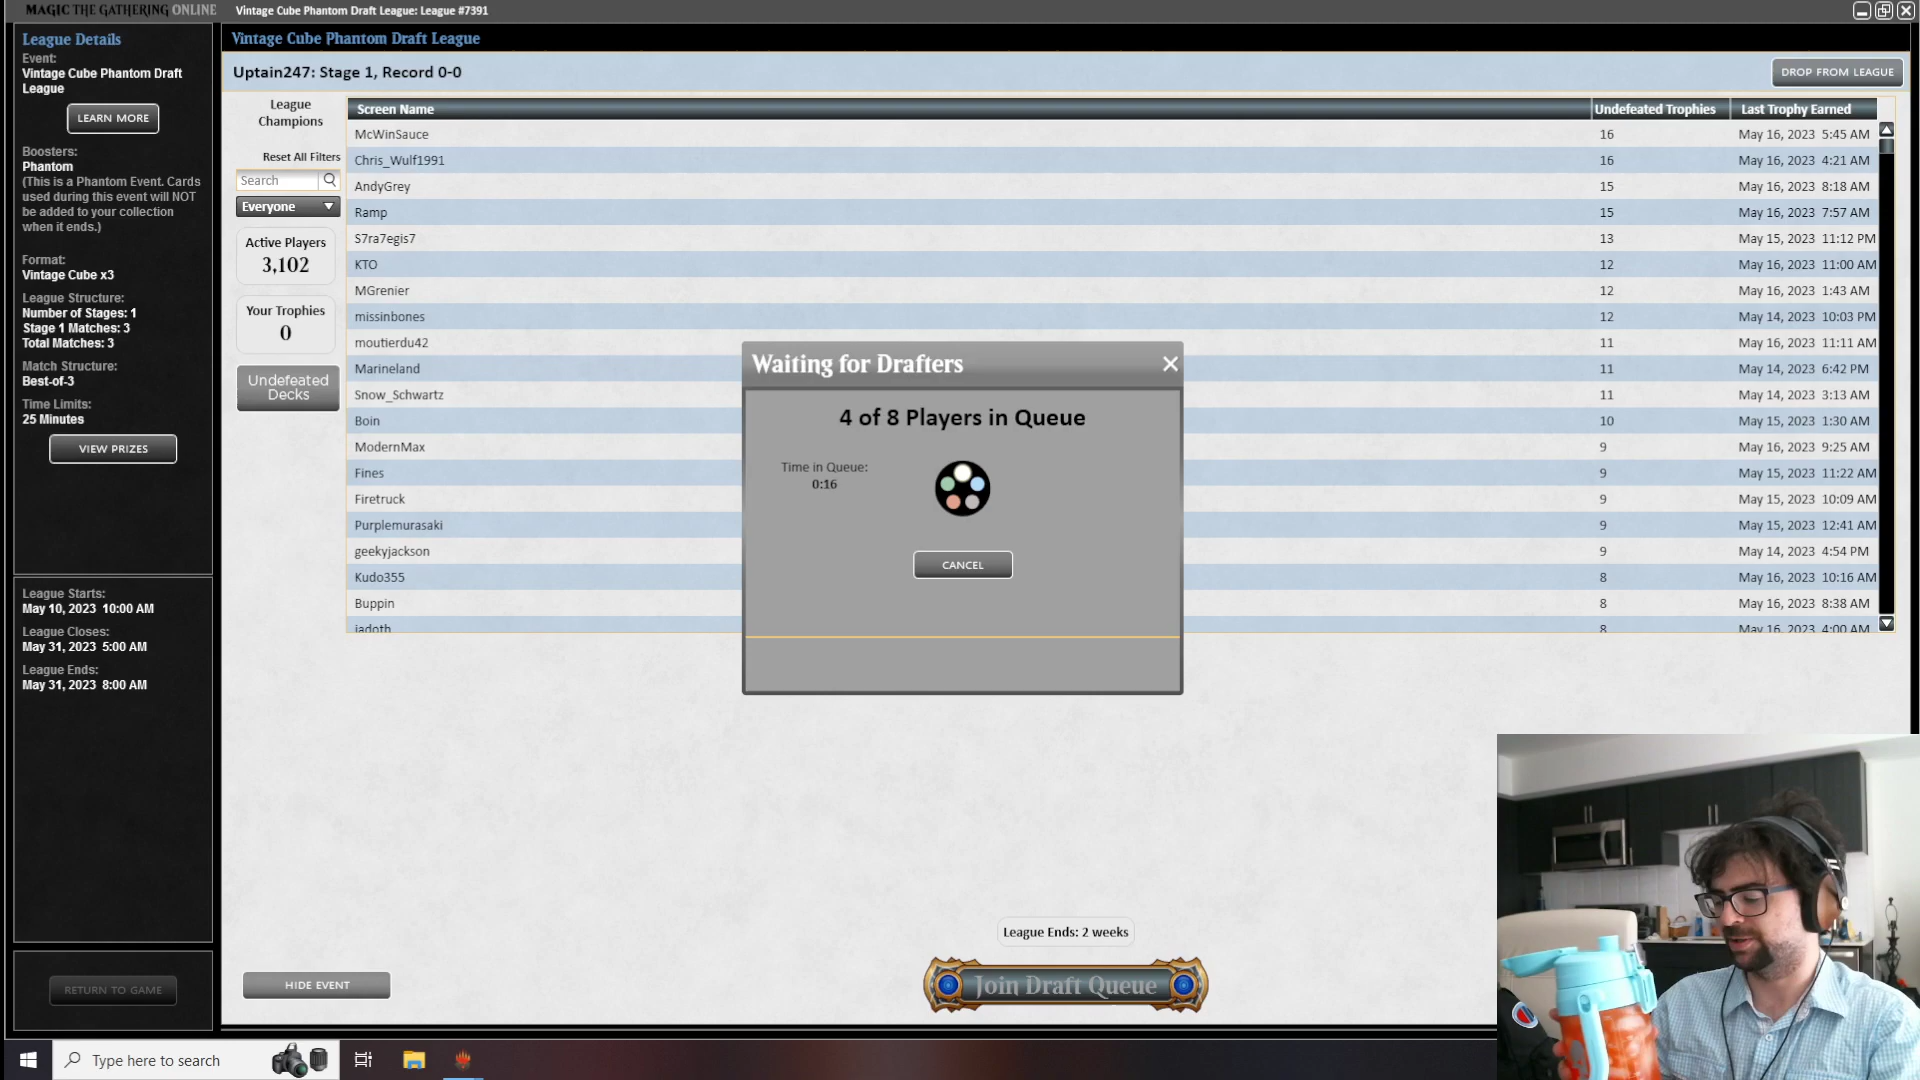 MAGIC THE GATHERING ONLINE
Vintage Cube Phantom Draft League: League #7391
League Details
Event:
Vintage Cube Phantom Draft
League
LEARN MORE
Boosters:
Phantom
(This is a Phantom Event. Cards
used during this event will NOT
be added to your collection
when it ends.)
Format:
Vintage Cube x3
League Structure:
Number of Stages: 1
Stage 1 Matches: 3
Total Matches: 3
Match Structure:
Best-of-3
Time Limits:
25 Minutes
VIEW PRIZES
League Starts:
May 10, 2023 10:00 AM
League Closes:
May 31, 2023 5:00 AM
League Ends:
May 31, 2023 8:00 AM
RETURN TO GAME
Vintage Cube Phantom Draft League
Uptain247: Stage 1, Record 0-0
DROP FROM LEAGUE
League
Champions
Reset All Filters
Search
Everyone
Active Players
3,102
Your Trophies
0
Undefeated
Decks
Screen Name Undefeated Trophies Last Trophy Earned
McWinSauce 16 May 16, 2023 5:45 AM
Chris_Wulf1991 16 May 16, 2023 4:21 AM
AndyGrey 15 May 16, 2023 8:18 AM
Ramp 15 May 16, 2023 7:57 AM
S7ra7egis7 13 May 15, 2023 11:12 PM
KTO 12 May 16, 2023 11:00 AM
MGrenier 12 May 16, 2023 1:43 AM
missinbones 12 May 14, 2023 10:03 PM
moutierdu42 11 May 16, 2023 11:11 AM
Marineland 11 May 14, 2023 6:42 PM
Snow_Schwartz 11 May 14, 2023 3:13 AM
Boin 10 May 16, 2023 1:30 AM
ModernMax 9 May 16, 2023 9:25 AM
Fines 9 May 15, 2023 11:22 AM
Firetruck 9 May 15, 2023 10:09 AM
Purplemurasaki 9 May 15, 2023 12:41 AM
geekyjackson 9 May 14, 2023 4:54 PM
Kudo355 8 May 16, 2023 10:16 AM
Buppin 8 May 16, 2023 8:38 AM
jadoth 8 May 16, 2023 4:00 AM
Waiting for Drafters
4 of 8 Players in Queue
Time in Queue:
0:16
CANCEL
League Ends: 2 weeks
HIDE EVENT
Join Draft Queue
Type here to search